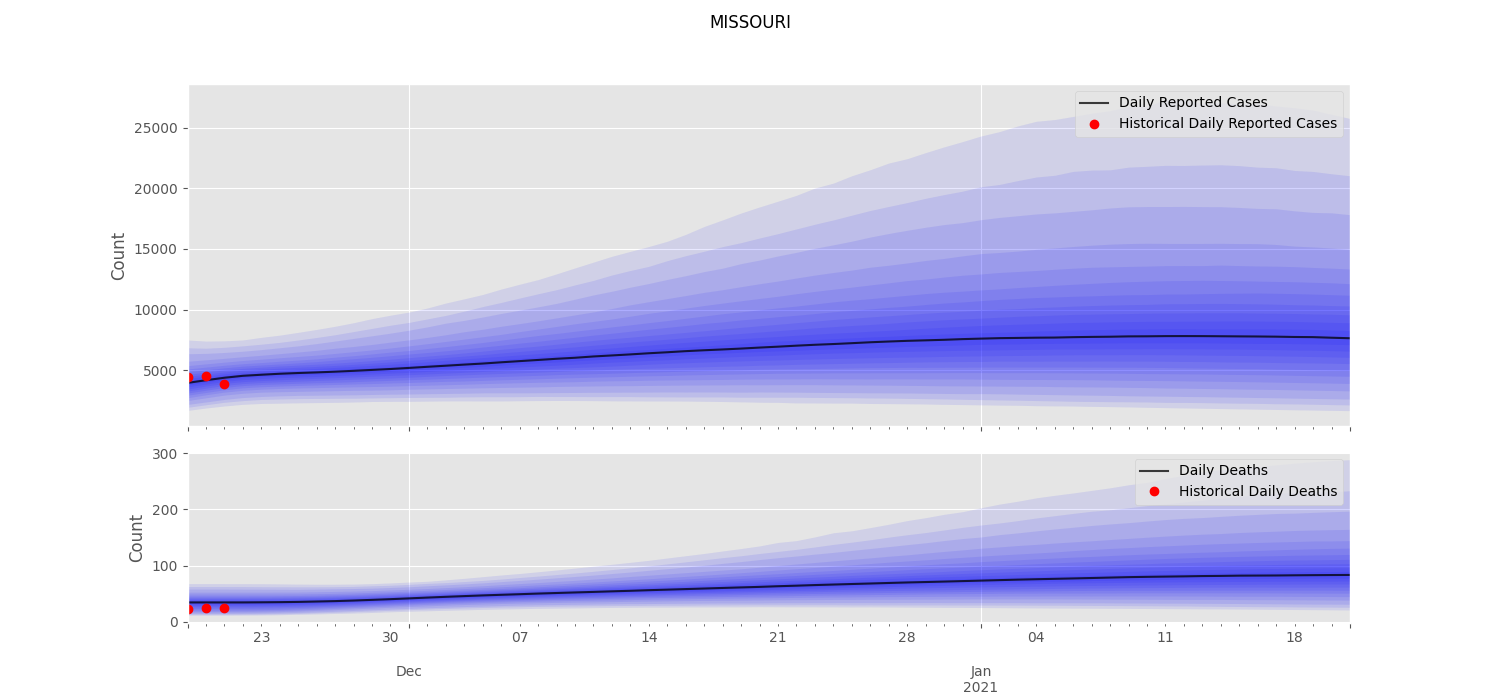 MISSOURI
Daily Reported Cases
Historical Daily Reported Cases
25000
20000
15000
10000
5000
Count
Daily Deaths
Historical Daily Deaths
300
200
100
0
Count
23 30 07 14 21 28 04 11 18
Dec Jan
2021